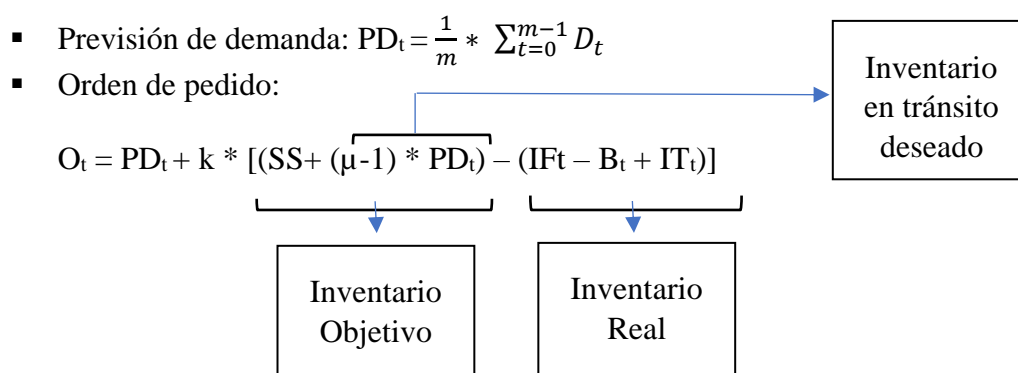 ▪ Previsión de demanda: PDₜ = 1/m * ∑_{t=0}^{m−1} Dₜ
▪ Orden de pedido:
Oₜ = PDₜ + k * [(SS+ (μ-1) * PDₜ) – (IFt – Bₜ + ITₜ)]
Inventario
en tránsito
deseado
Inventario
Objetivo
Inventario
Real